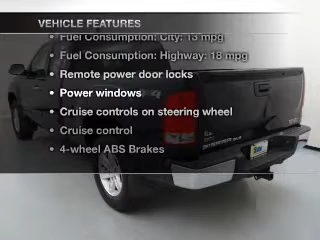 VEHICLE FEATURES
• Fuel Consumption: City: 13 mpg
• Fuel Consumption: Highway: 18 mpg
• Remote power door locks
• Power windows
• Cruise controls on steering wheel
• Cruise control
• 4-wheel ABS Brakes